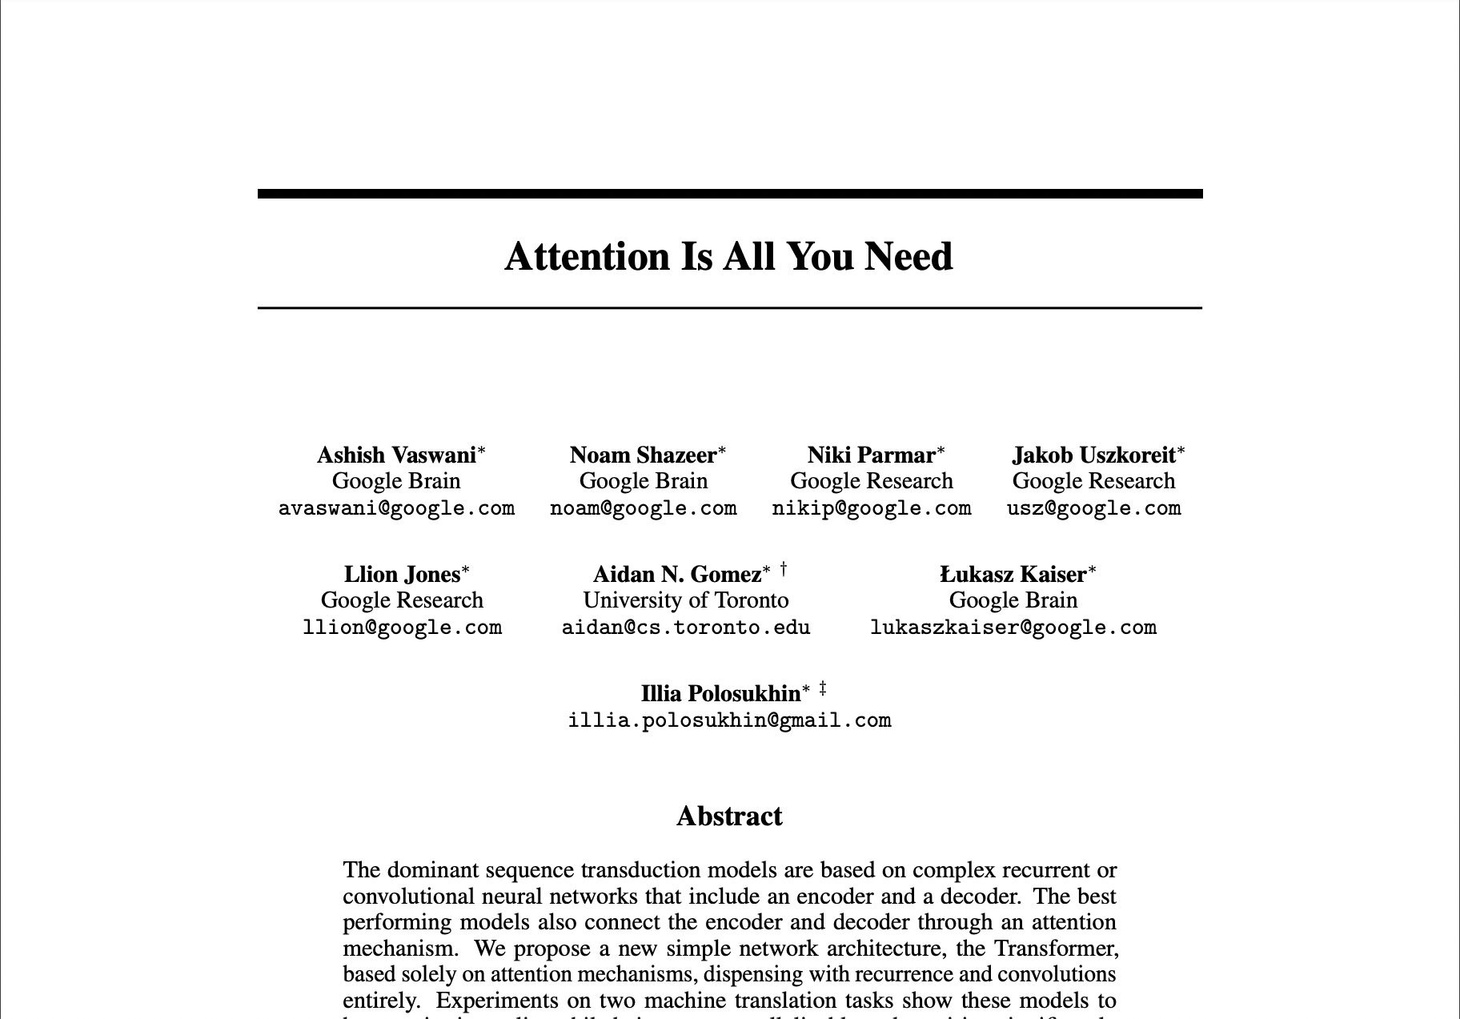 Attention Is All You Need
Ashish Vaswani* Noam Shazeer* Niki Parmar* Jakob Uszkoreit*
Google Brain Google Brain Google Research Google Research
avaswani@google.com noam@google.com nikip@google.com usz@google.com
Llion Jones* Aidan N. Gomez* † Łukasz Kaiser*
Google Research University of Toronto Google Brain
llion@google.com aidan@cs.toronto.edu lukaszkaiser@google.com
Illia Polosukhin* ‡
illia.polosukhin@gmail.com
Abstract
The dominant sequence transduction models are based on complex recurrent or
convolutional neural networks that include an encoder and a decoder. The best
performing models also connect the encoder and decoder through an attention
mechanism. We propose a new simple network architecture, the Transformer,
based solely on attention mechanisms, dispensing with recurrence and convolutions
entirely. Experiments on two machine translation tasks show these models to